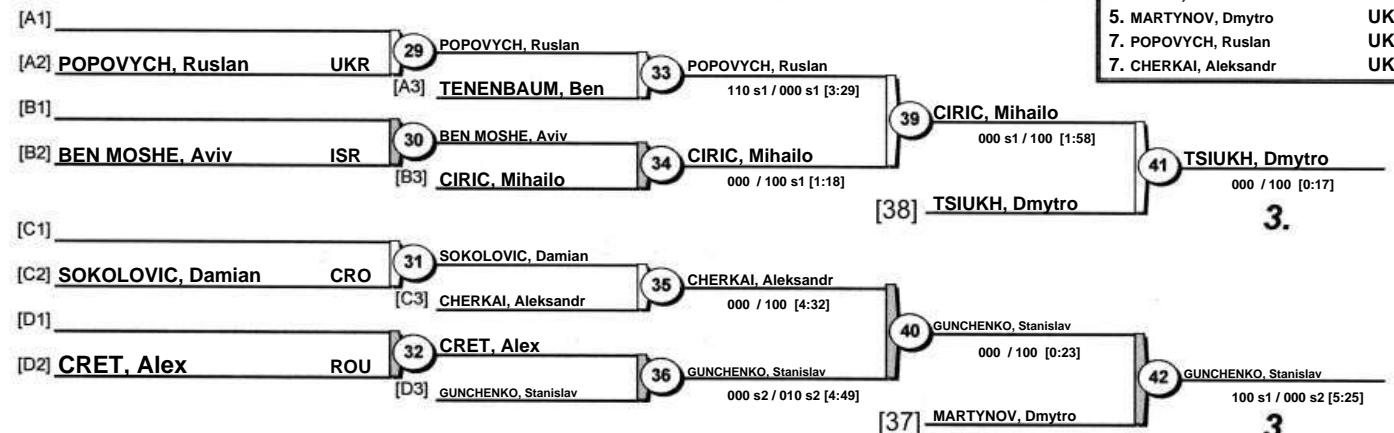 5. MARTYNOV, Dmytro UK
7. POPOVYCH, Ruslan UK
7. CHERKAI, Aleksandr UK
[A1]
[A2] POPOVYCH, Ruslan UKR
29
POPOVYCH, Ruslan
[A3] TENENBAUM, Ben
33
POPOVYCH, Ruslan
110 s1 / 000 s1 [3:29]
[B1]
[B2] BEN MOSHE, Aviv ISR
30
BEN MOSHE, Aviv
[B3] CIRIC, Mihailo
34
CIRIC, Mihailo
000 / 100 s1 [1:18]
39
CIRIC, Mihailo
000 s1 / 100 [1:58]
[38] TSIUKH, Dmytro
41
TSIUKH, Dmytro
000 / 100 [0:17]
3.
[C1]
[C2] SOKOLOVIC, Damian CRO
31
SOKOLOVIC, Damian
[C3] CHERKAI, Aleksandr
35
CHERKAI, Aleksandr
000 / 100 [4:32]
[D1]
[D2] CRET, Alex ROU
32
CRET, Alex
[D3] GUNCHENKO, Stanislav
36
GUNCHENKO, Stanislav
000 s2 / 010 s2 [4:49]
40
GUNCHENKO, Stanislav
000 / 100 [0:23]
[37] MARTYNOV, Dmytro
42
GUNCHENKO, Stanislav
100 s1 / 000 s2 [5:25]
3